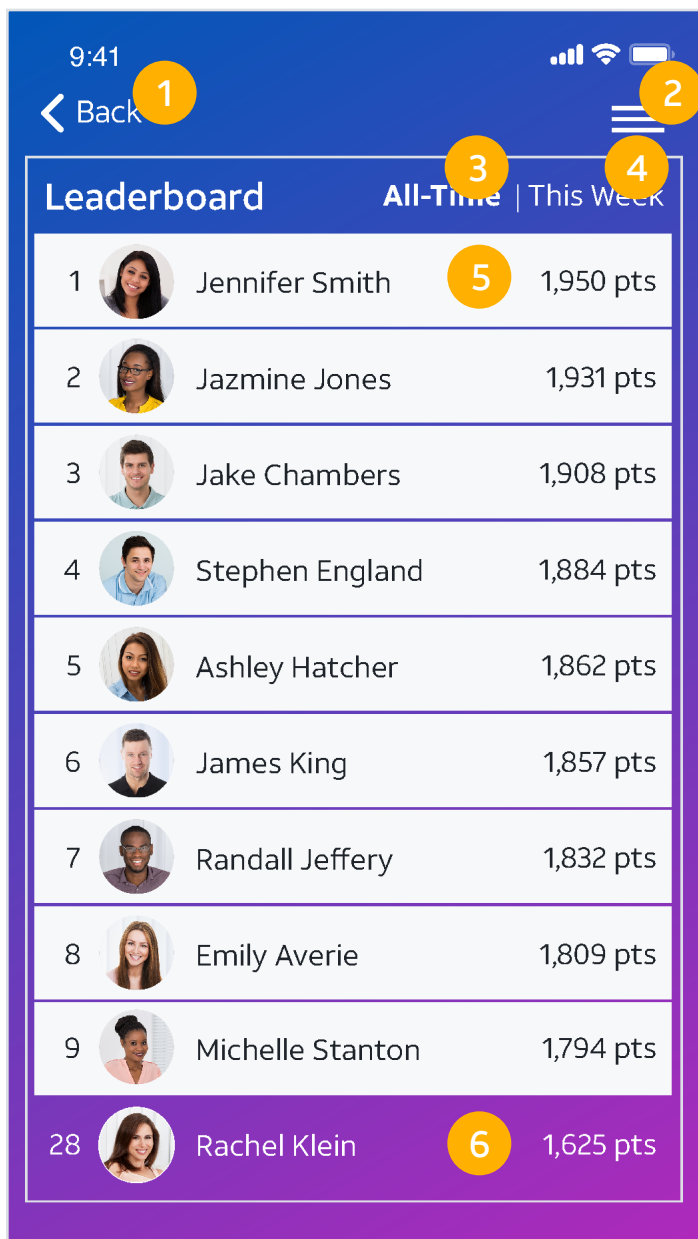 9:41
1
2
Back
3
4
Leaderboard All-Time | This Week
1 Jennifer Smith 5 1,950 pts
2 Jazmine Jones 1,931 pts
3 Jake Chambers 1,908 pts
4 Stephen England 1,884 pts
5 Ashley Hatcher 1,862 pts
6 James King 1,857 pts
7 Randall Jeffery 1,832 pts
8 Emily Averie 1,809 pts
9 Michelle Stanton 1,794 pts
28 Rachel Klein 6 1,625 pts